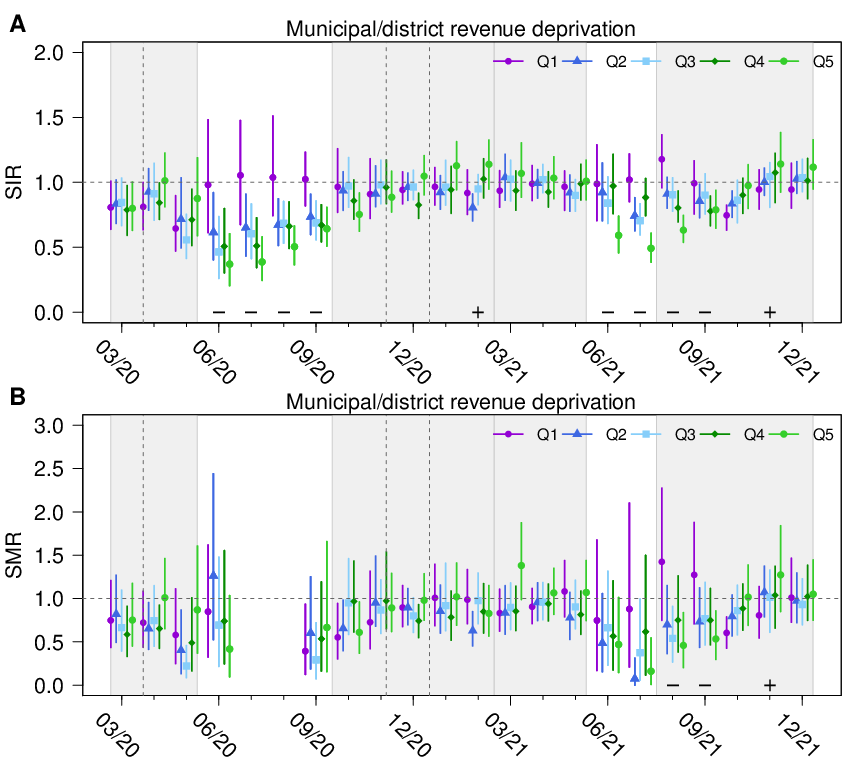 A
Municipal/district revenue deprivation
Q1 Q2 Q3 Q4 Q5
SIR
2.0
1.5
1.0
0.5
0.0
− − − − + − − − − +
03/20 06/20 09/20 12/20 03/21 06/21 09/21 12/21
B
Municipal/district revenue deprivation
Q1 Q2 Q3 Q4 Q5
SMR
3.0
2.5
2.0
1.5
1.0
0.5
0.0
− − +
03/20 06/20 09/20 12/20 03/21 06/21 09/21 12/21